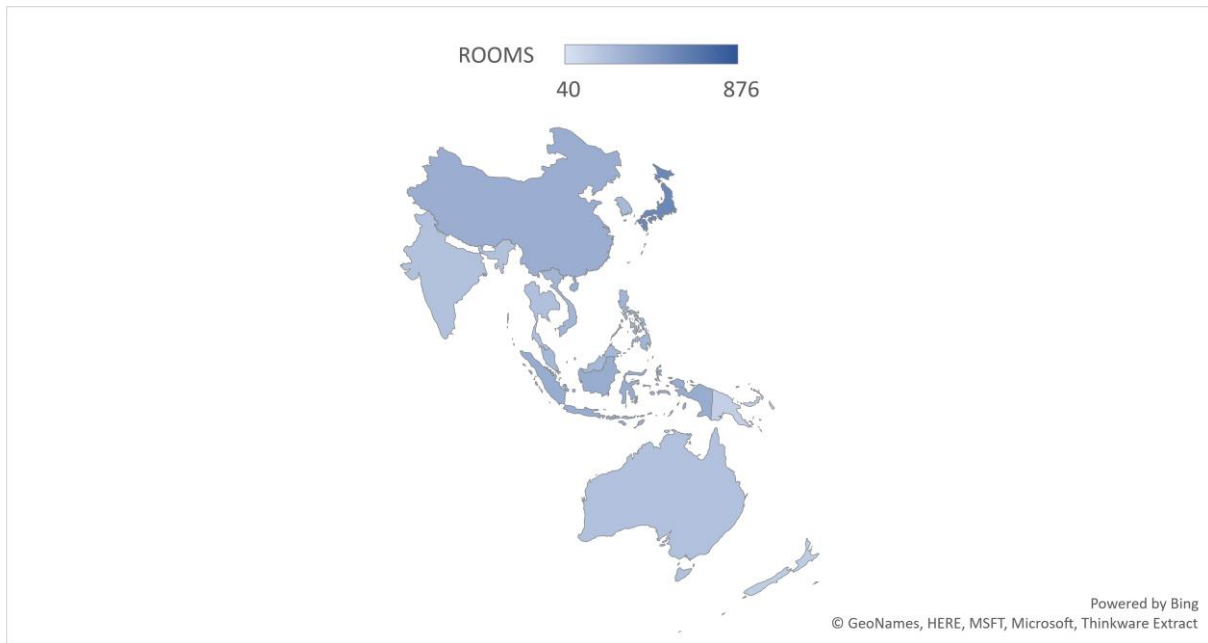 ROOMS
40 876
Powered by Bing
© GeoNames, HERE, MSFT, Microsoft, Thinkware Extract